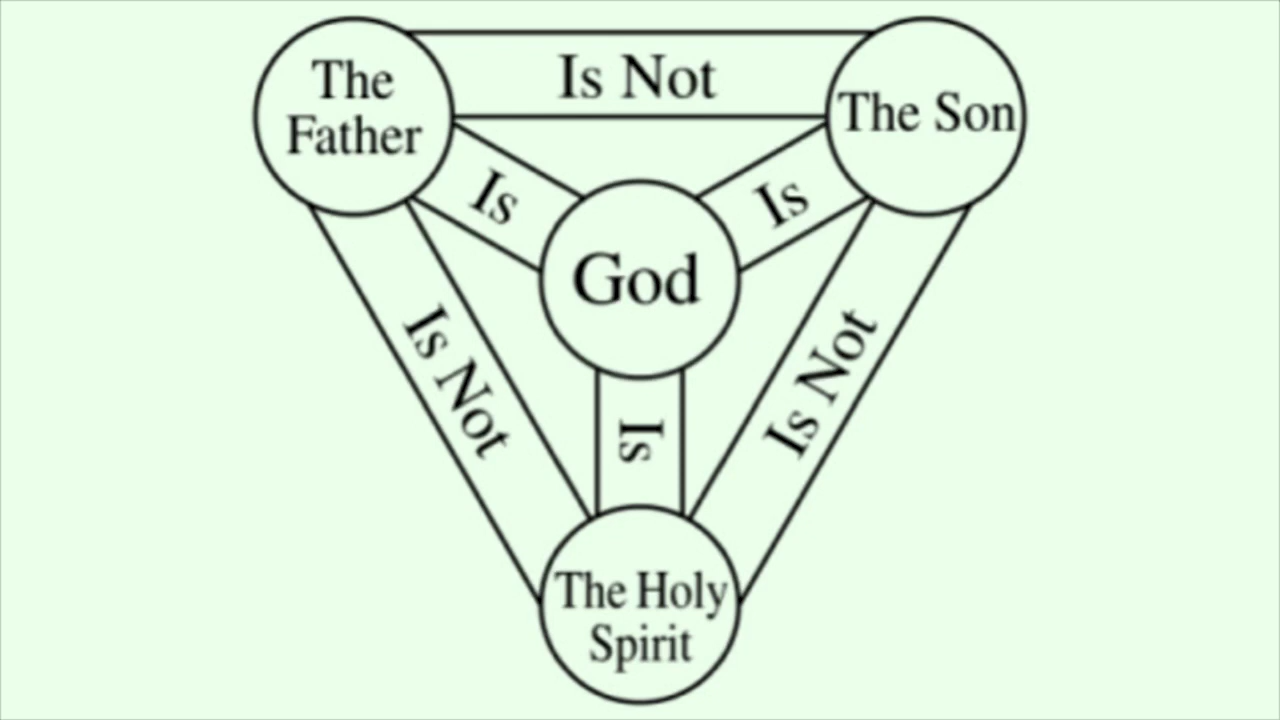 The
Father
Is Not
The Son
Is
Is
God
Is Not
Is Not
Is
The Holy
Spirit